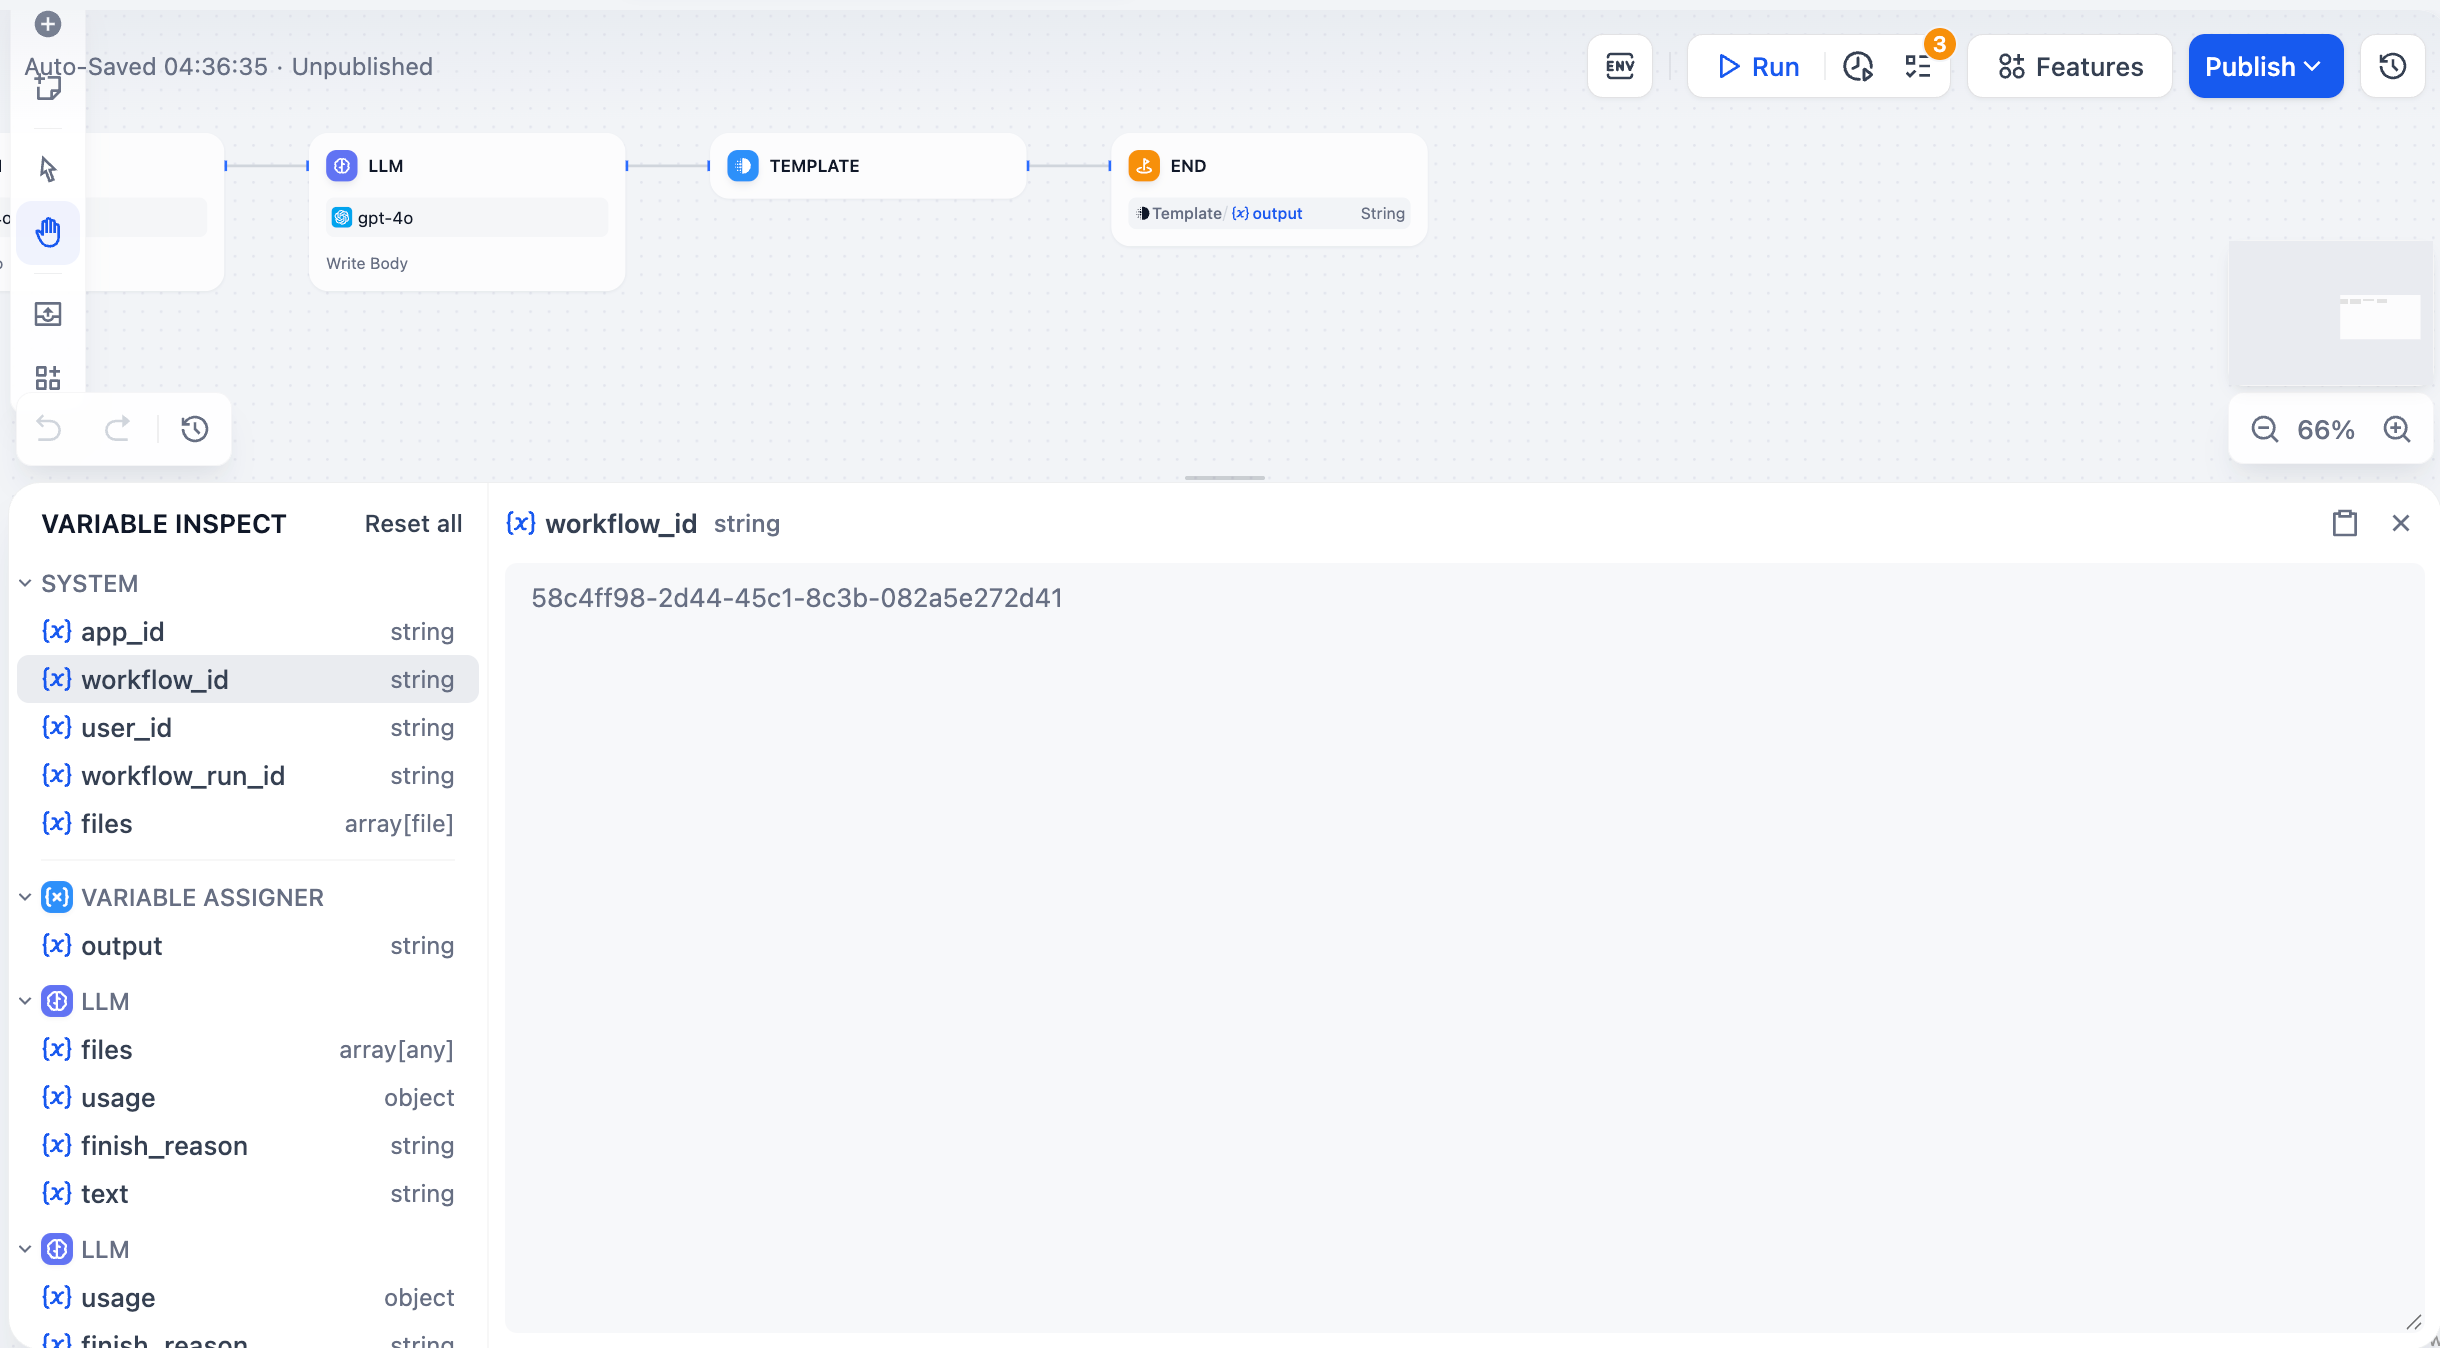 Auto-Saved 04:36:35 · Unpublished
ENV
Run
3
Features
Publish
LLM
gpt-4o
Write Body
TEMPLATE
END
Template/{x} output String
66%
VARIABLE INSPECT
Reset all
SYSTEM
{x} app_id string
{x} workflow_id string
{x} user_id string
{x} workflow_run_id string
{x} files array[file]
{x} VARIABLE ASSIGNER
{x} output string
LLM
{x} files array[any]
{x} usage object
{x} finish_reason string
{x} text string
LLM
{x} usage object
{x} finish_reason string
{x} workflow_id string
58c4ff98-2d44-45c1-8c3b-082a5e272d41